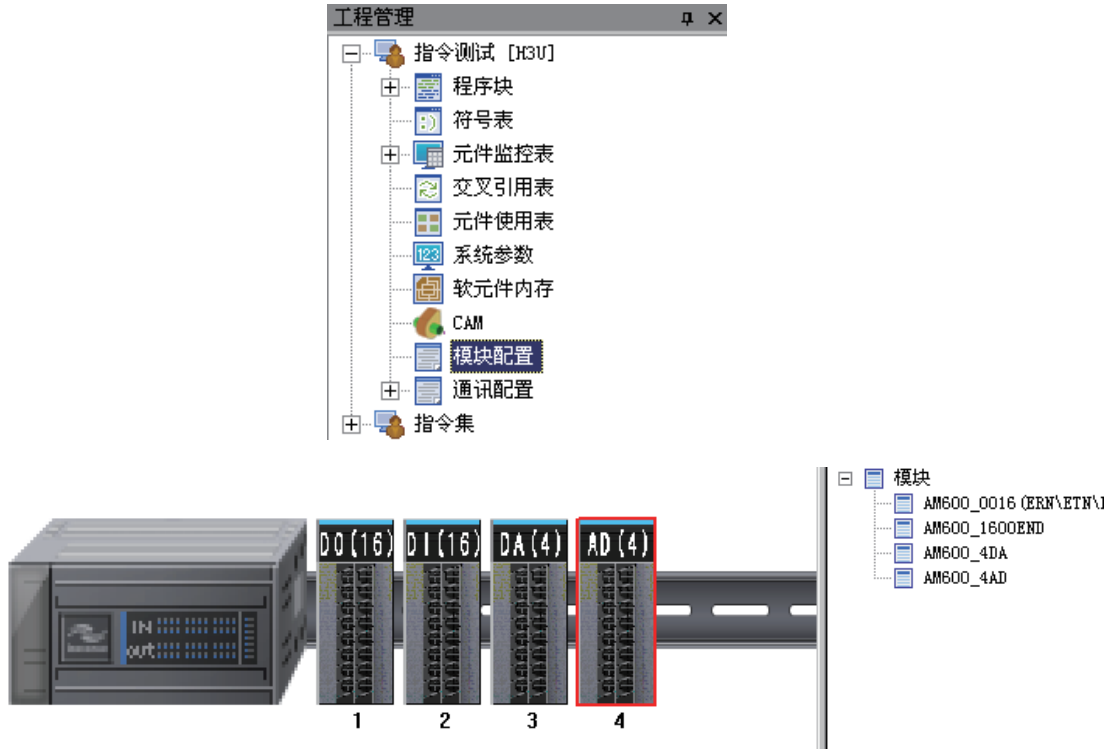 工程管理
指令测试 [H3U]
程序块
符号表
元件监控表
交叉引用表
元件使用表
系统参数
软元件内存
CAM
模块配置
通讯配置
指令集
DO(16) DI(16) DA(4) AD(4)
IN
out
1 2 3 4
模块
AM600_0016(ERN\ETN\
AM600_1600END
AM600_4DA
AM600_4AD